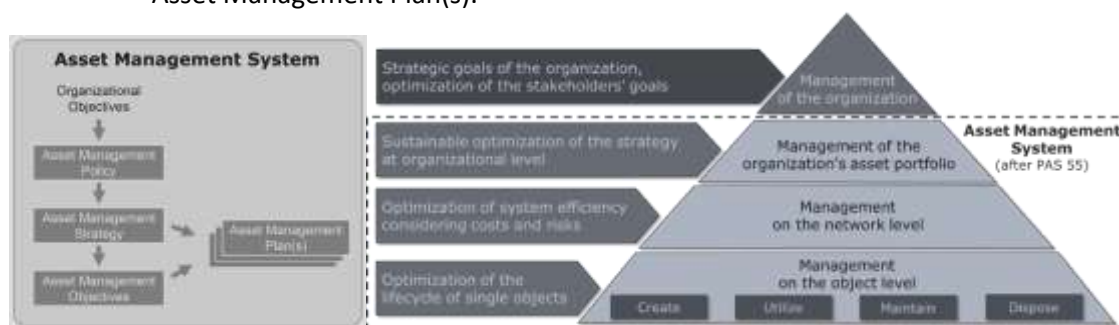 Asset Management Plan(s).
Asset Management System
Organizational
Objectives
Asset Management
Policy
Asset Management
Strategy
Asset Management
Objectives
Asset Management
Plan(s)
Strategic goals of the organization,
optimization of the stakeholders' goals
Sustainable optimization of the strategy
at organizational level
Optimization of system efficiency
considering costs and risks
Optimization of the
lifecycle of single objects
Management
of the organization
Management of the
organization's asset portfolio
Management
on the network level
Management
on the object level
Create
Utilize
Maintain
Dispose
Asset Management
System
(after PAS 55)